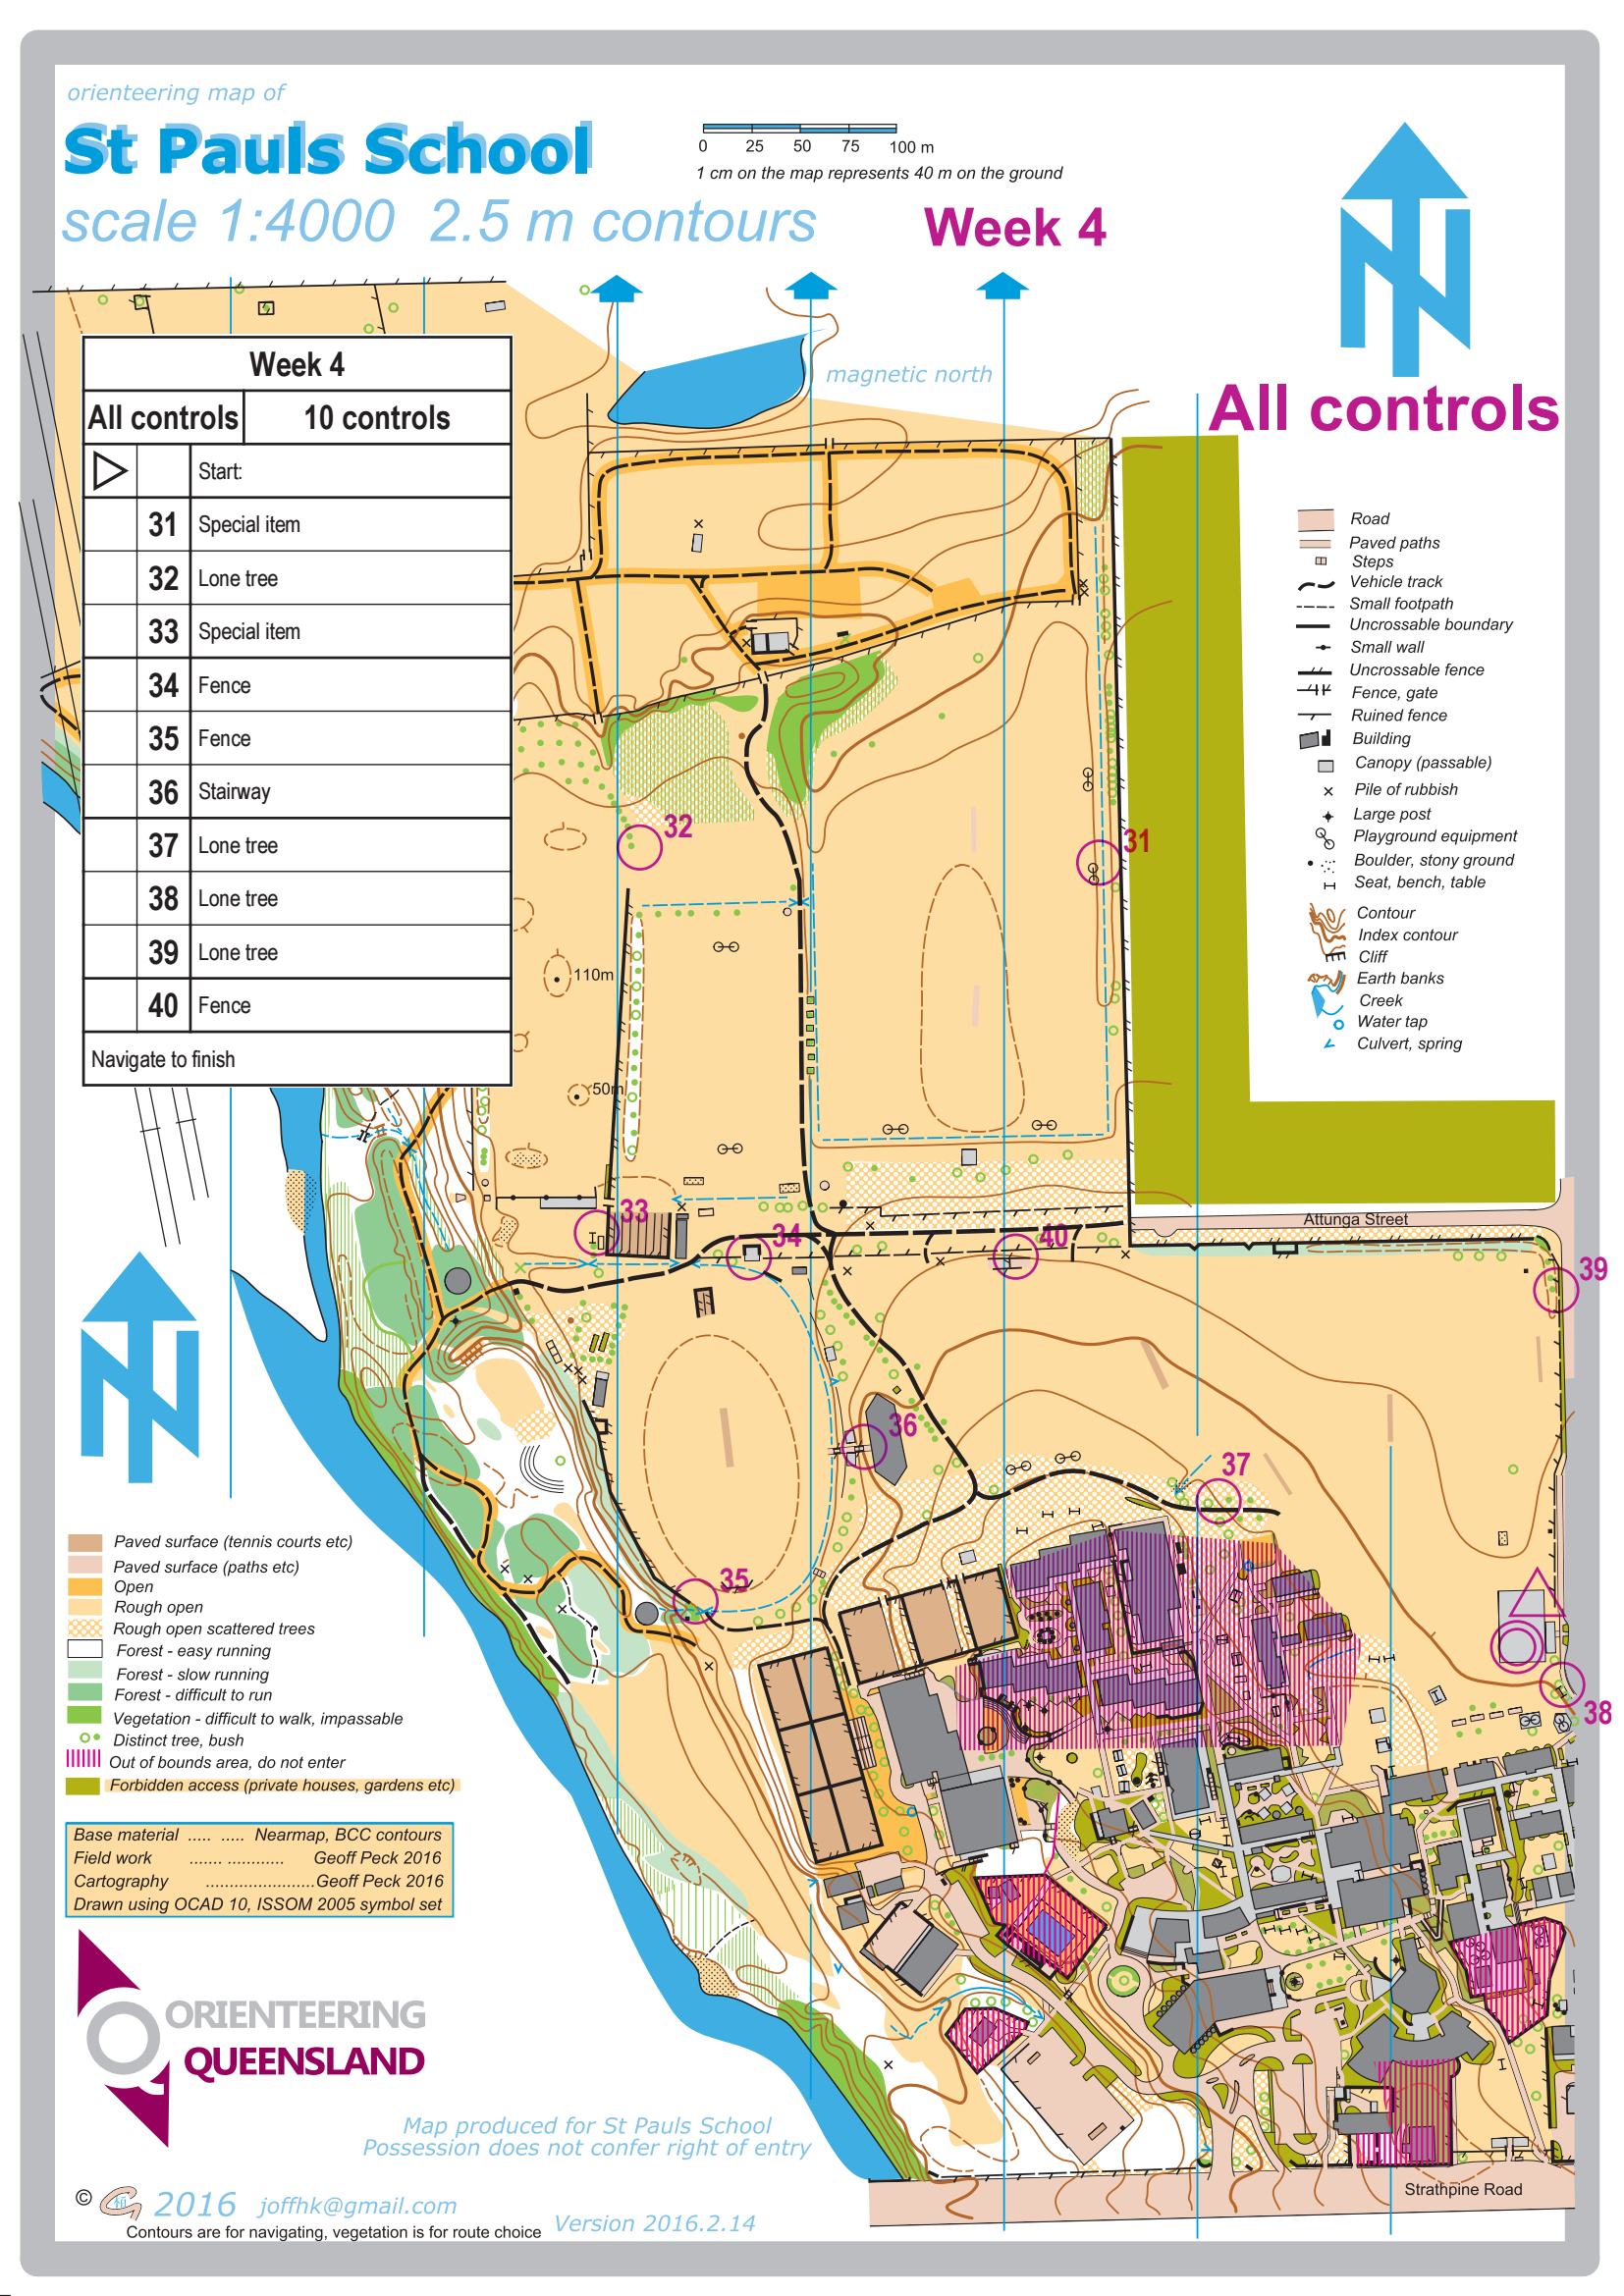 orienteering map of
St Pauls School
scale 1:4000 2.5 m contours
0 25 50 75 100 m
1 cm on the map represents 40 m on the ground
Week 4
magnetic north
All controls
Week 4
All controls 10 controls
Start:
31 Special item
32 Lone tree
33 Special item
34 Fence
35 Fence
36 Stairway
37 Lone tree
38 Lone tree
39 Lone tree
40 Fence
Navigate to finish
Road
Paved paths
Steps
Vehicle track
Small footpath
Uncrossable boundary
Small wall
Uncrossable fence
Fence, gate
Ruined fence
Building
Canopy (passable)
Pile of rubbish
Large post
Playground equipment
Boulder, stony ground
Seat, bench, table
Contour
Index contour
Cliff
Earth banks
Creek
Water tap
Culvert, spring
32
31
110m
50m
33
34
40
Attunga Street
39
36
37
35
38
Paved surface (tennis courts etc)
Paved surface (paths etc)
Open
Rough open
Rough open scattered trees
Forest - easy running
Forest - slow running
Forest - difficult to run
Vegetation - difficult to walk, impassable
Distinct tree, bush
Out of bounds area, do not enter
Forbidden access (private houses, gardens etc)
Base material ..... ..... Nearmap, BCC contours
Field work ....... ............ Geoff Peck 2016
Cartography .......................Geoff Peck 2016
Drawn using OCAD 10, ISSOM 2005 symbol set
ORIENTEERING
QUEENSLAND
Map produced for St Pauls School
Possession does not confer right of entry
© 2016 joffhk@gmail.com
Version 2016.2.14
Contours are for navigating, vegetation is for route choice
Strathpine Road